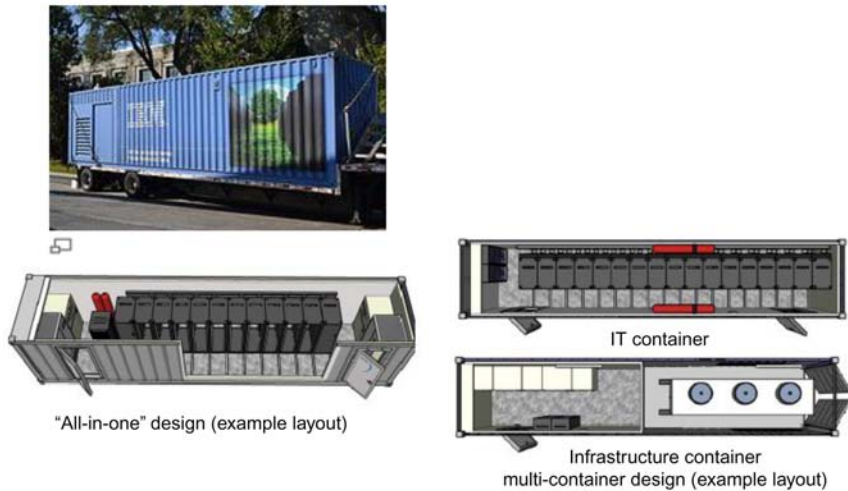 IBM
“All-in-one” design (example layout)
IT container
Infrastructure container
multi-container design (example layout)